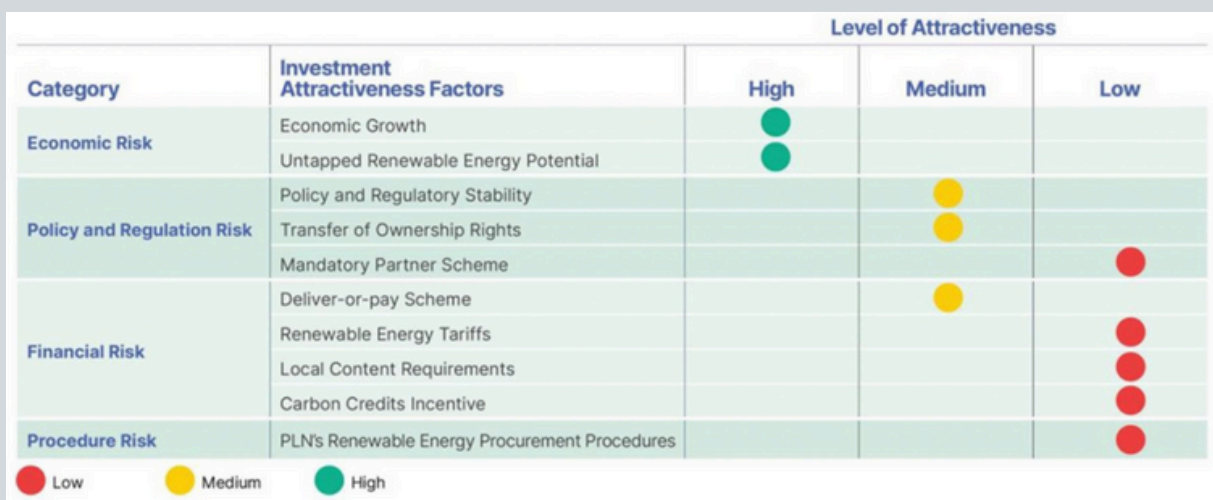 Level of Attractiveness
Category
Investment
Attractiveness Factors
High
Medium
Low
Economic Risk
Economic Growth
Untapped Renewable Energy Potential
Policy and Regulation Risk
Policy and Regulatory Stability
Transfer of Ownership Rights
Mandatory Partner Scheme
Financial Risk
Deliver-or-pay Scheme
Renewable Energy Tariffs
Local Content Requirements
Carbon Credits Incentive
Procedure Risk
PLN's Renewable Energy Procurement Procedures
Low
Medium
High